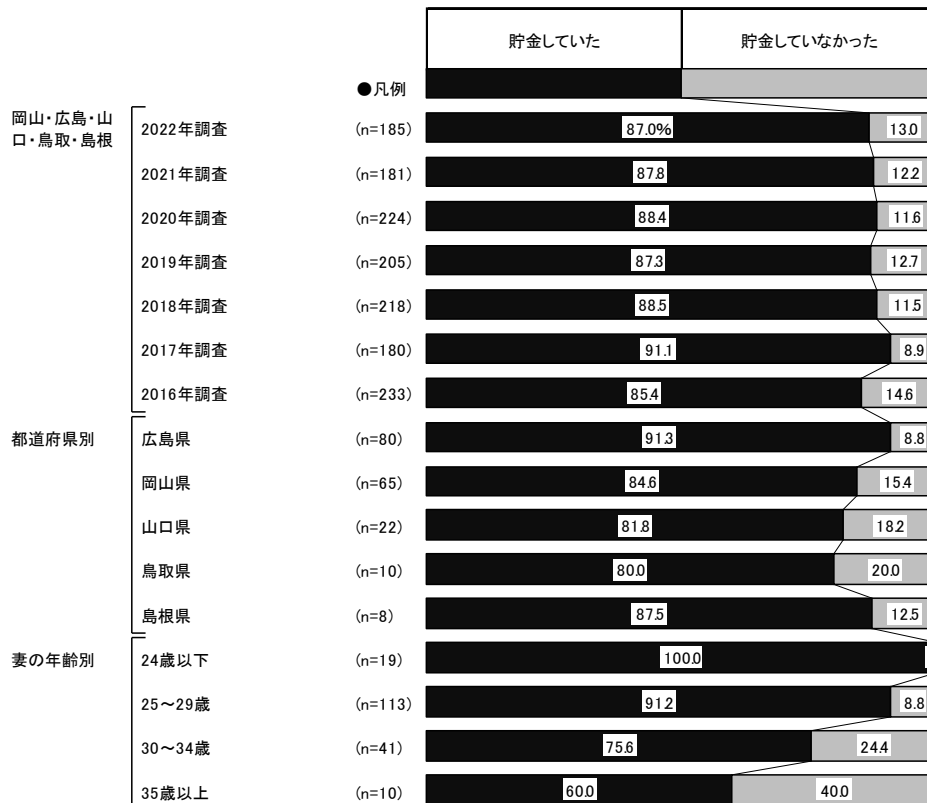 貯金していた 貯金していなかった
●凡例
岡山・広島・山
口・鳥取・島根
2022年調査 (n=185) 87.0% 13.0
2021年調査 (n=181) 87.8 12.2
2020年調査 (n=224) 88.4 11.6
2019年調査 (n=205) 87.3 12.7
2018年調査 (n=218) 88.5 11.5
2017年調査 (n=180) 91.1 8.9
2016年調査 (n=233) 85.4 14.6
都道府県別 広島県 (n=80) 91.3 8.8
岡山県 (n=65) 84.6 15.4
山口県 (n=22) 81.8 18.2
鳥取県 (n=10) 80.0 20.0
島根県 (n=8) 87.5 12.5
妻の年齢別 24歳以下 (n=19) 100.0
25～29歳 (n=113) 91.2 8.8
30～34歳 (n=41) 75.6 24.4
35歳以上 (n=10) 60.0 40.0